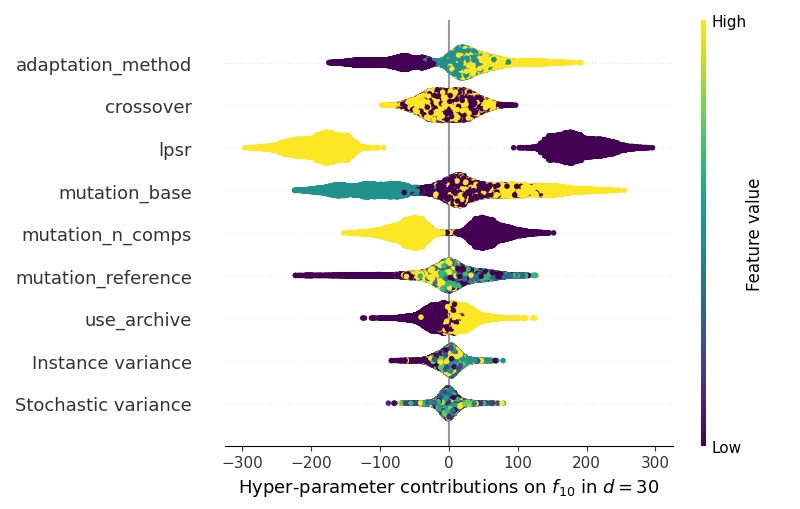 High
adaptation_method
crossover
lpsr
mutation_base
mutation_n_comps
mutation_reference
use_archive
Instance variance
Stochastic variance
Feature value
Low
−300 −200 −100 0 100 200 300
Hyper-parameter contributions on f10 in d = 30